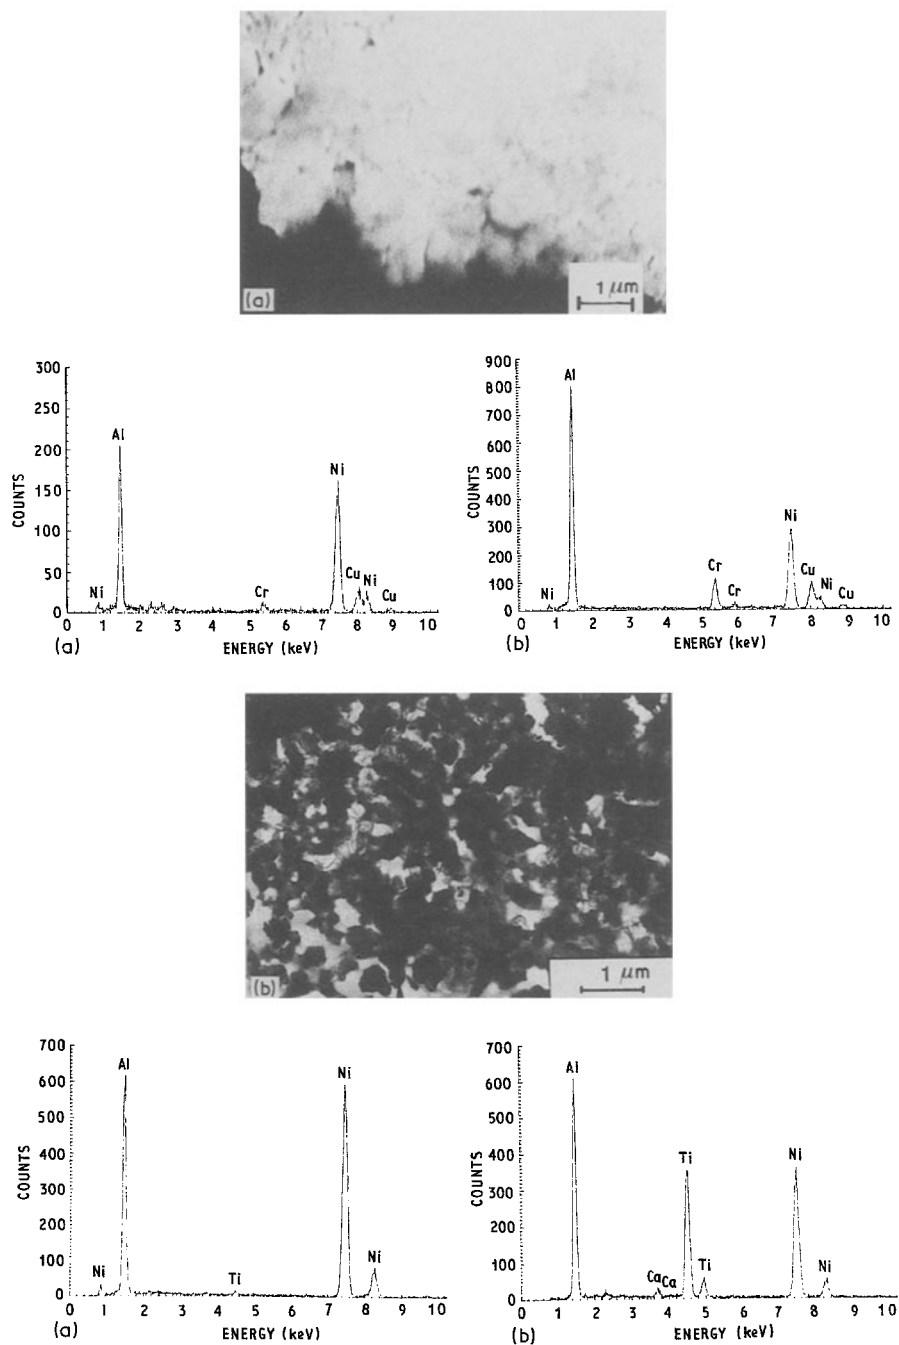 (a)
1 μm
300
250
200
150
100
50
0
COUNTS
Ni
Al
Cr
Ni
Cu
Ni
Cu
0 1 2 3 4 5 6 7 8 9 10
ENERGY (keV)
(a)
900
800
700
600
500
400
300
200
100
0
COUNTS
Ni
Al
Cr
Cr
Ni
Cu
Ni
Cu
0 1 2 3 4 5 6 7 8 9 10
ENERGY (keV)
(b)
(b)
1 μm
700
600
500
400
300
200
100
0
COUNTS
Ni
Al
Ti
Ni
Ni
0 1 2 3 4 5 6 7 8 9 10
ENERGY (keV)
(a)
700
600
500
400
300
200
100
0
COUNTS
Al
Ca
Ca
Ti
Ti
Ni
Ni
0 1 2 3 4 5 6 7 8 9 10
ENERGY (keV)
(b)